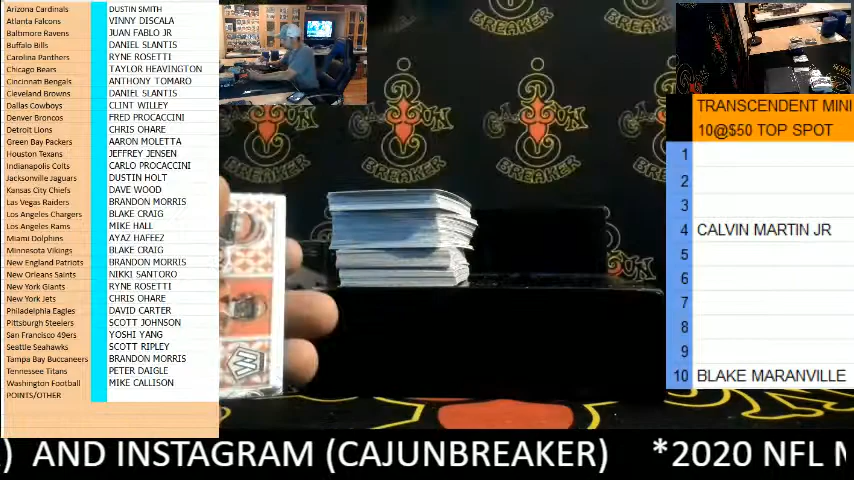 Arizona Cardinals DUSTIN SMITH
Atlanta Falcons VINNY DISCALA
Baltimore Ravens JUAN FABLO JR
Buffalo Bills DANIEL SLANTIS
Carolina Panthers RYNE ROSETTI
Chicago Bears TAYLOR HEAVINGTON
Cincinnati Bengals ANTHONY TOMARO
Cleveland Browns DANIEL SLANTIS
Dallas Cowboys CLINT WILLEY
Denver Broncos FRED PROCACCINI
Detroit Lions CHRIS OHARE
Green Bay Packers AARON MOLETTA
Houston Texans JEFFREY JENSEN
Indianapolis Colts CARLO PROCACCINI
Jacksonville Jaguars DUSTIN HOLT
Kansas City Chiefs DAVE WOOD
Las Vegas Raiders BRANDON MORRIS
Los Angeles Chargers BLAKE CRAIG
Los Angeles Rams MIKE HALL
Miami Dolphins AYAZ HAFEEZ
Minnesota Vikings BLAKE CRAIG
New England Patriots BRANDON MORRIS
New Orleans Saints NIKKI SANTORO
New York Giants RYNE ROSETTI
New York Jets CHRIS OHARE
Philadelphia Eagles DAVID CARTER
Pittsburgh Steelers SCOTT JOHNSON
San Francisco 49ers YOSHI YANG
Seattle Seahawks SCOTT RIPLEY
Tampa Bay Buccaneers BRANDON MORRIS
Tennessee Titans PETER DAIGLE
Washington Football MIKE CALLISON
POINTS/OTHER
BREAKER
BREAKER
CAJUN
BREAKER
CAJUN
BREAKER
TRANSCENDENT MINI
10@$50 TOP SPOT
1
2
3
4 CALVIN MARTIN JR
5
6
7
8
9
10 BLAKE MARANVILLE
) AND INSTAGRAM (CAJUNBREAKER) *2020 NFL M